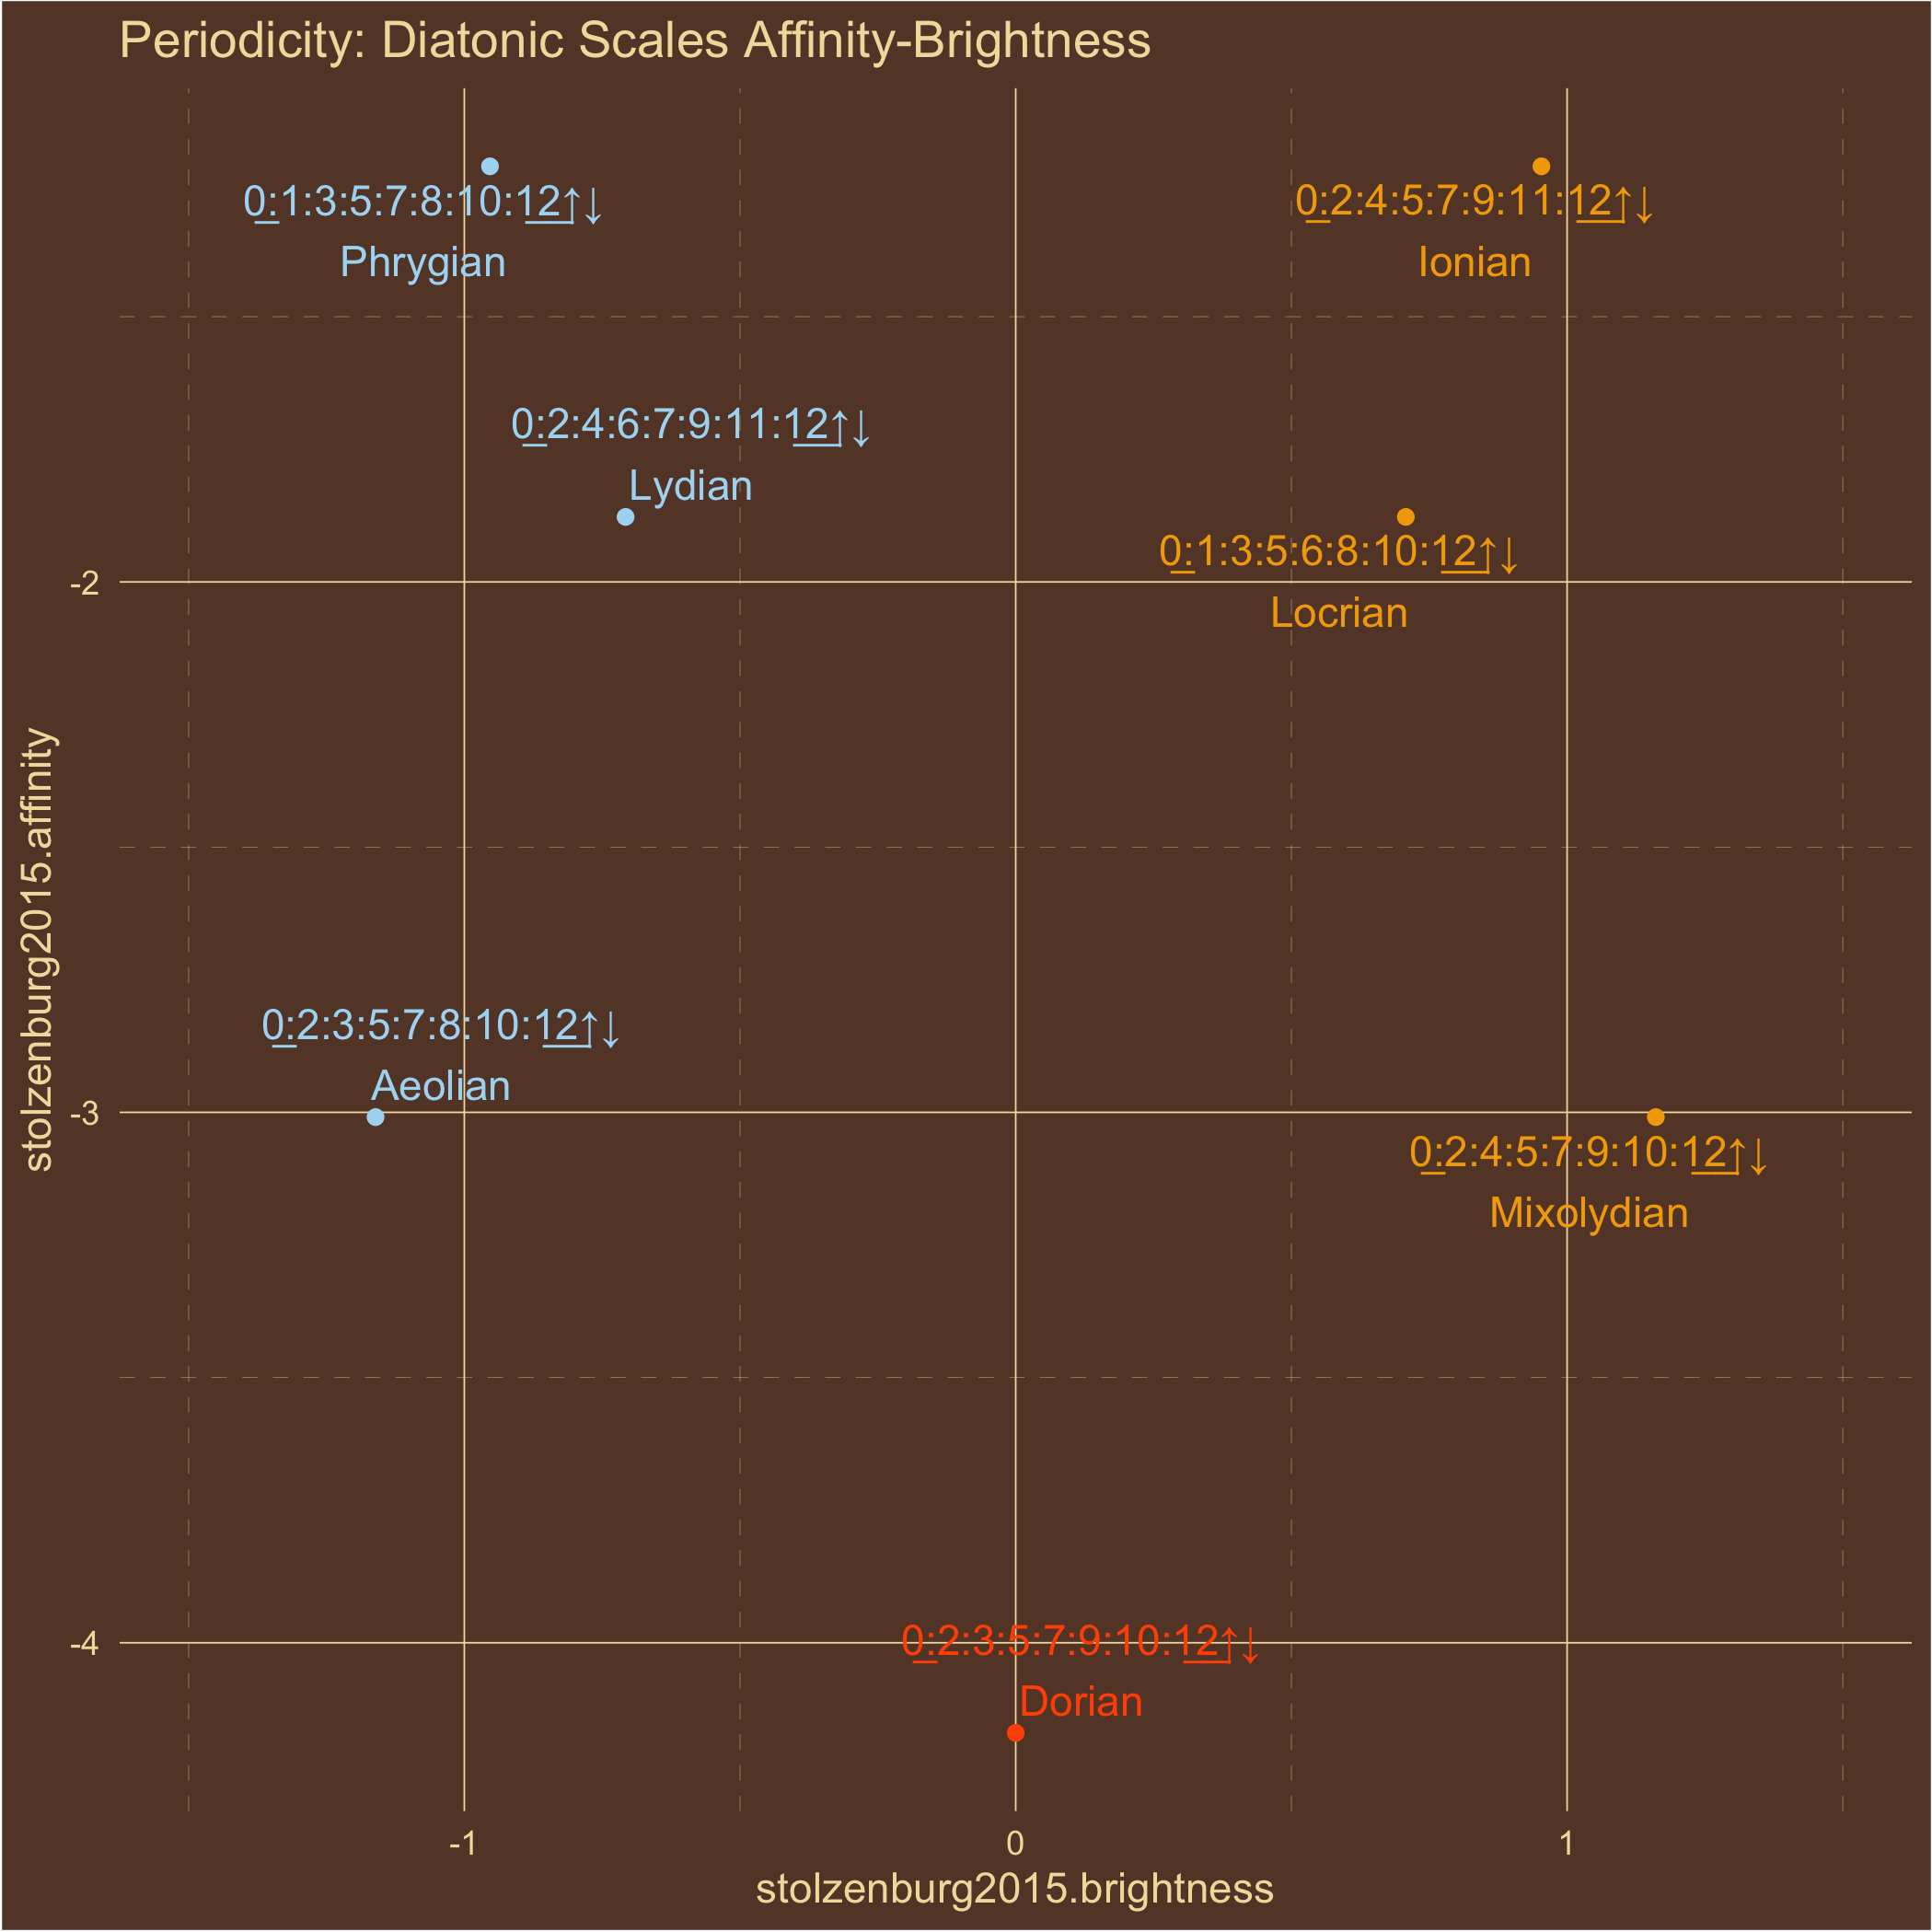 Periodicity: Diatonic Scales Affinity-Brightness
0:1:3:5:7:8:10:12↑↓
Phrygian
0:2:4:5:7:9:11:12↑↓
Ionian
0:2:4:6:7:9:11:12↑↓
Lydian
0:1:3:5:6:8:10:12↑↓
Locrian
-2
stolzenburg2015.affinity
0:2:3:5:7:8:10:12↑↓
Aeolian
-3
0:2:4:5:7:9:10:12↑↓
Mixolydian
-4
0:2:3:5:7:9:10:12↑↓
Dorian
-1
0
1
stolzenburg2015.brightness